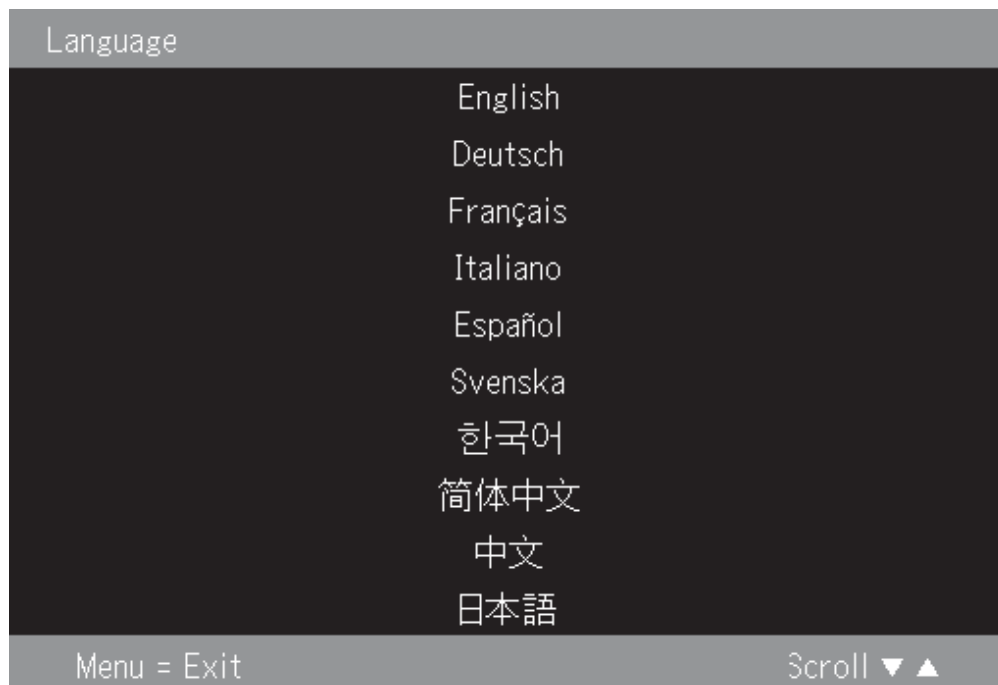 Language
English
Deutsch
Français
Italiano
Español
Svenska
한국어
简体中文
中文
日本語
Menu = Exit Scroll ▼ ▲